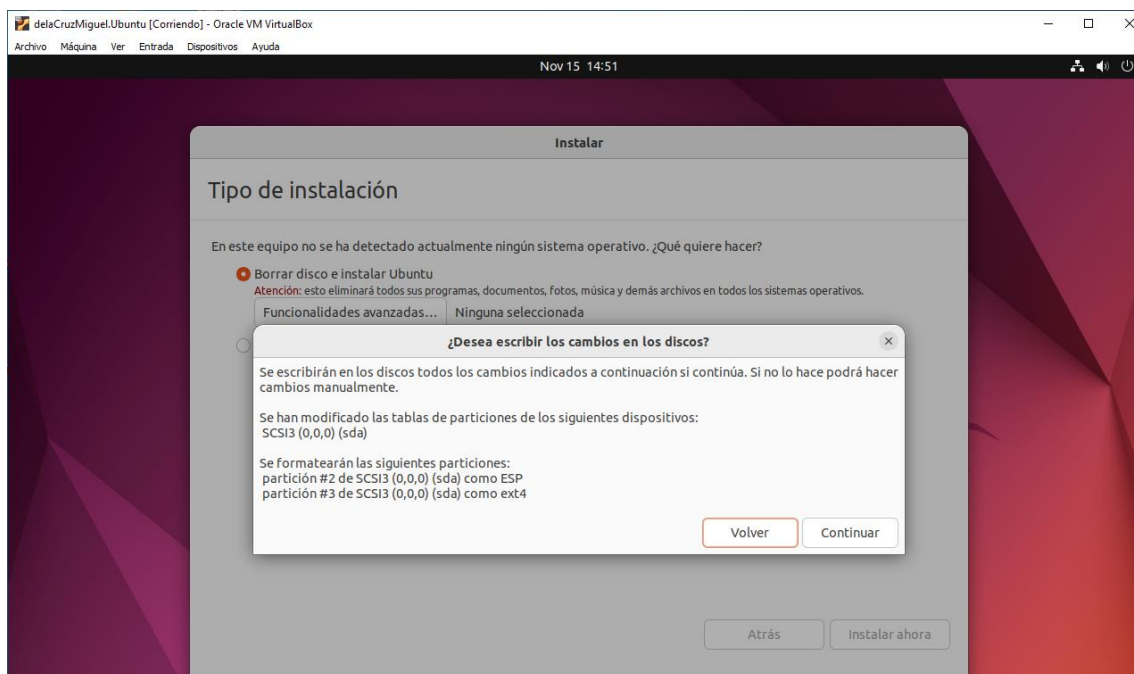 delaCruzMiguel.Ubuntu [Corriendo] - Oracle VM VirtualBox
Archivo Máquina Ver Entrada Dispositivos Ayuda
Nov 15 14:51
Instalar
Tipo de instalación
En este equipo no se ha detectado actualmente ningún sistema operativo. ¿Qué quiere hacer?
Borrar disco e instalar Ubuntu
Atención: esto eliminará todos sus programas, documentos, fotos, música y demás archivos en todos los sistemas operativos.
Funcionalidades avanzadas... Ninguna seleccionada
¿Desea escribir los cambios en los discos?
Se escribirán en los discos todos los cambios indicados a continuación si continúa. Si no lo hace podrá hacer
cambios manualmente.
Se han modificado las tablas de particiones de los siguientes dispositivos:
SCSI3 (0,0,0) (sda)
Se formatearán las siguientes particiones:
partición #2 de SCSI3 (0,0,0) (sda) como ESP
partición #3 de SCSI3 (0,0,0) (sda) como ext4
Volver Continuar
Atrás Instalar ahora